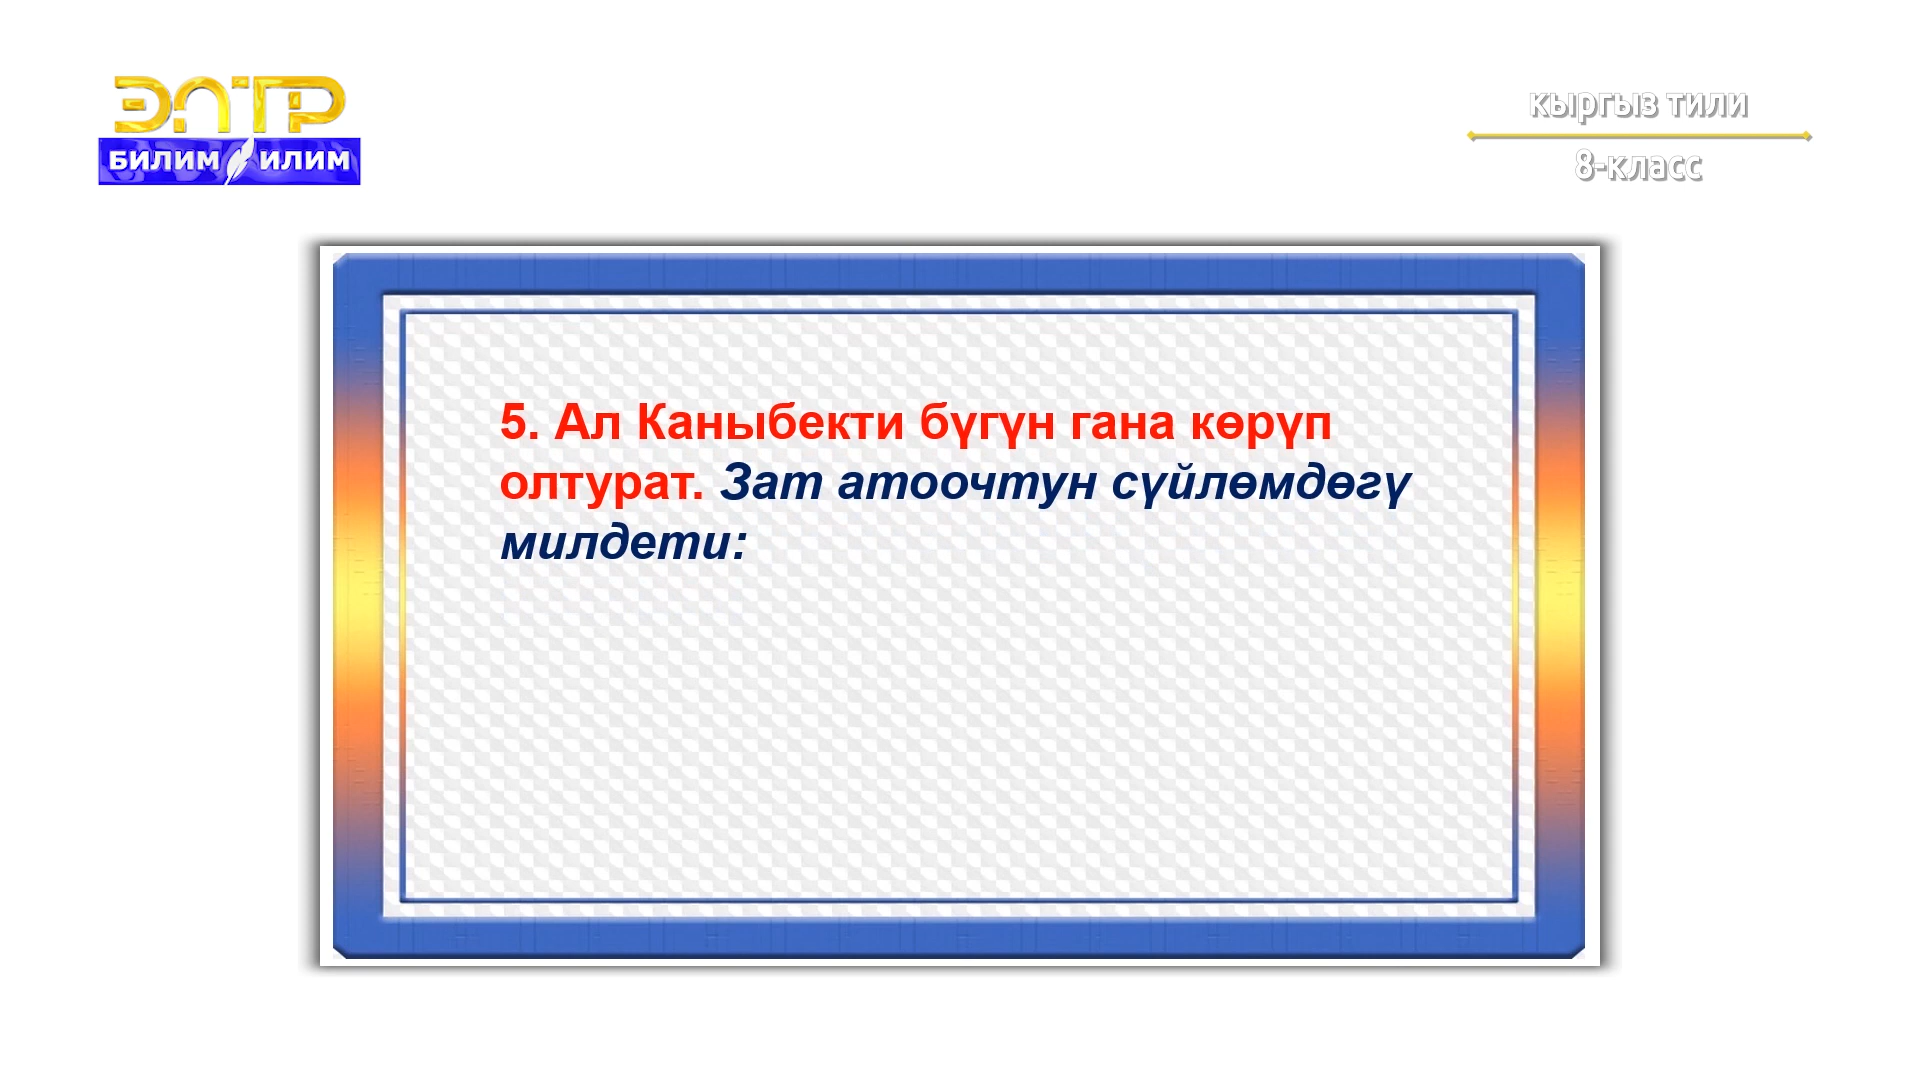 ЭЛТР
БИЛИМ ИЛИМ
кыргыз тили
8-класс
5. Ал Каныбекти бүгүн гана көрүп
олтурат. Зат атоочтун сүйлөмдөгү
милдети: